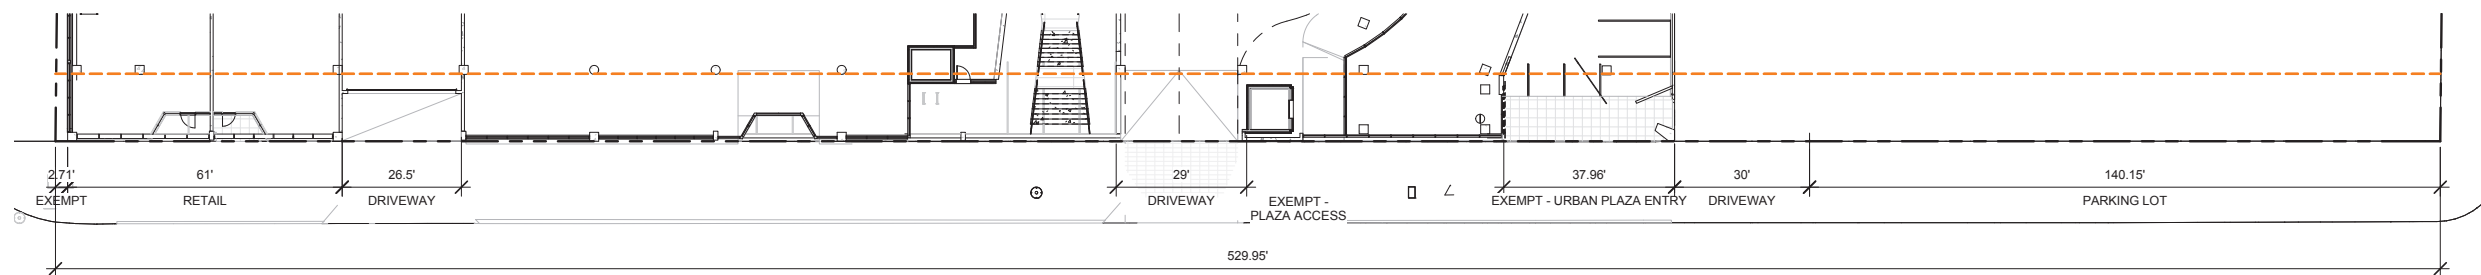 2.71' 61' 26.5' 29' 37.96' 30' 140.15'
EXEMPT RETAIL DRIVEWAY DRIVEWAY EXEMPT - URBAN PLAZA ENTRY DRIVEWAY PARKING LOT
EXEMPT -
PLAZA ACCESS
529.95'